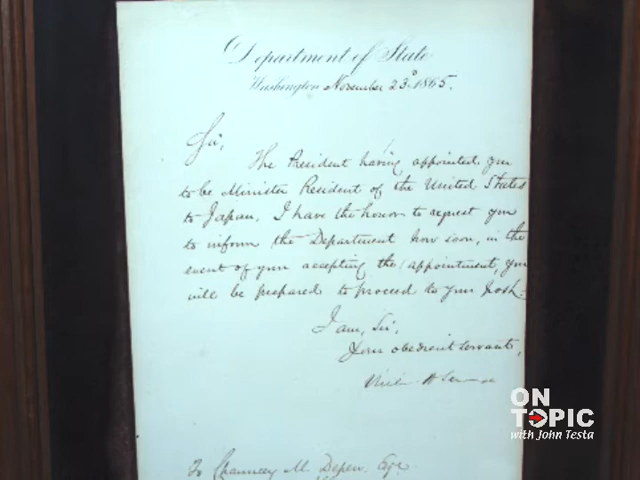 Department of State
Washington November 23d 1865.
Sir,
The President having appointed you
to be Minister Resident of the United States
to Japan, I have the honor to request you
to inform the Department how soon, in the
event of your accepting the appointment, you
will be prepared to proceed to your Post.
I am, Sir,
Your obedient servant,
To Chauncey M. Depew, Esqr.
ON
TOPIC
with John Testa